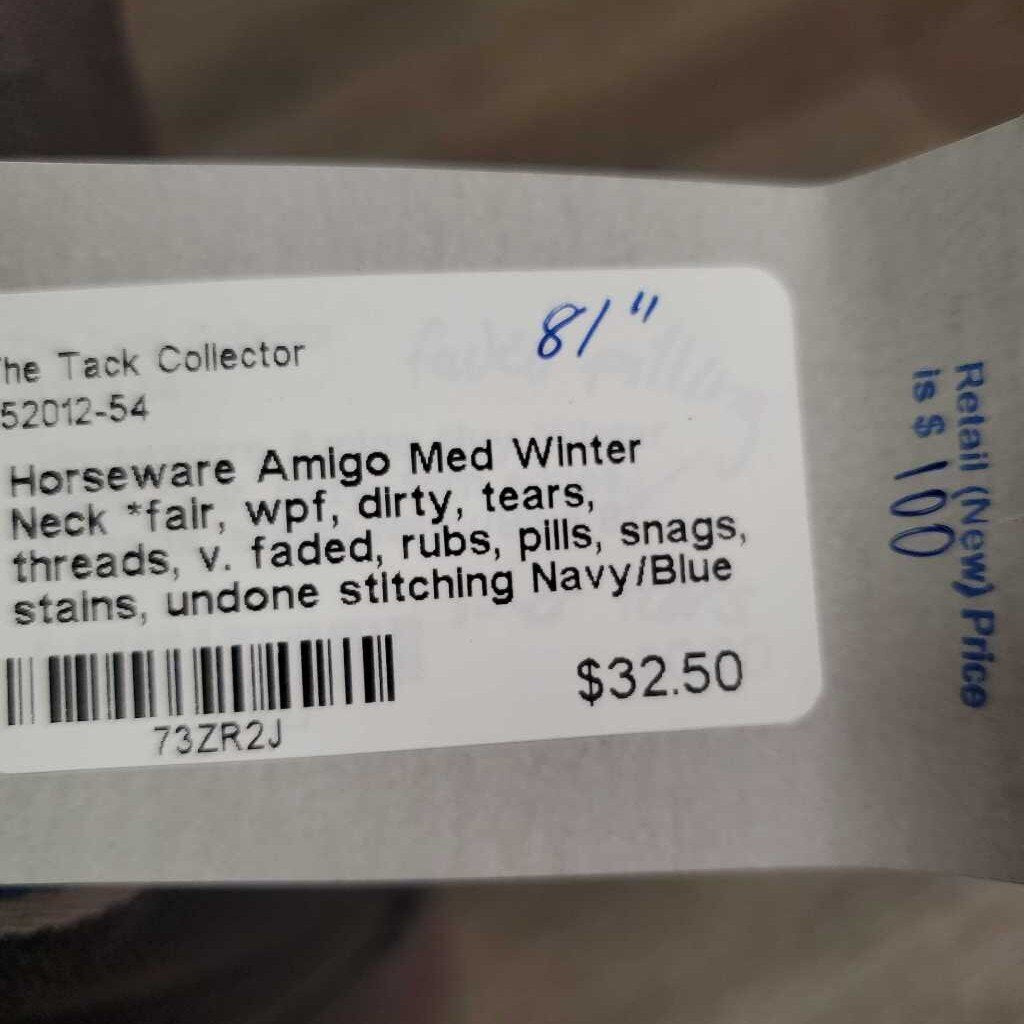 81"
he Tack Collector
52012-54
Horseware Amigo Med Winter
Neck *fair, wpf, dirty, tears,
threads, v. faded, rubs, pills, snags,
stains, undone stitching Navy/Blue
$32.50
73ZR2J
Retail (New) Price
is $ 100